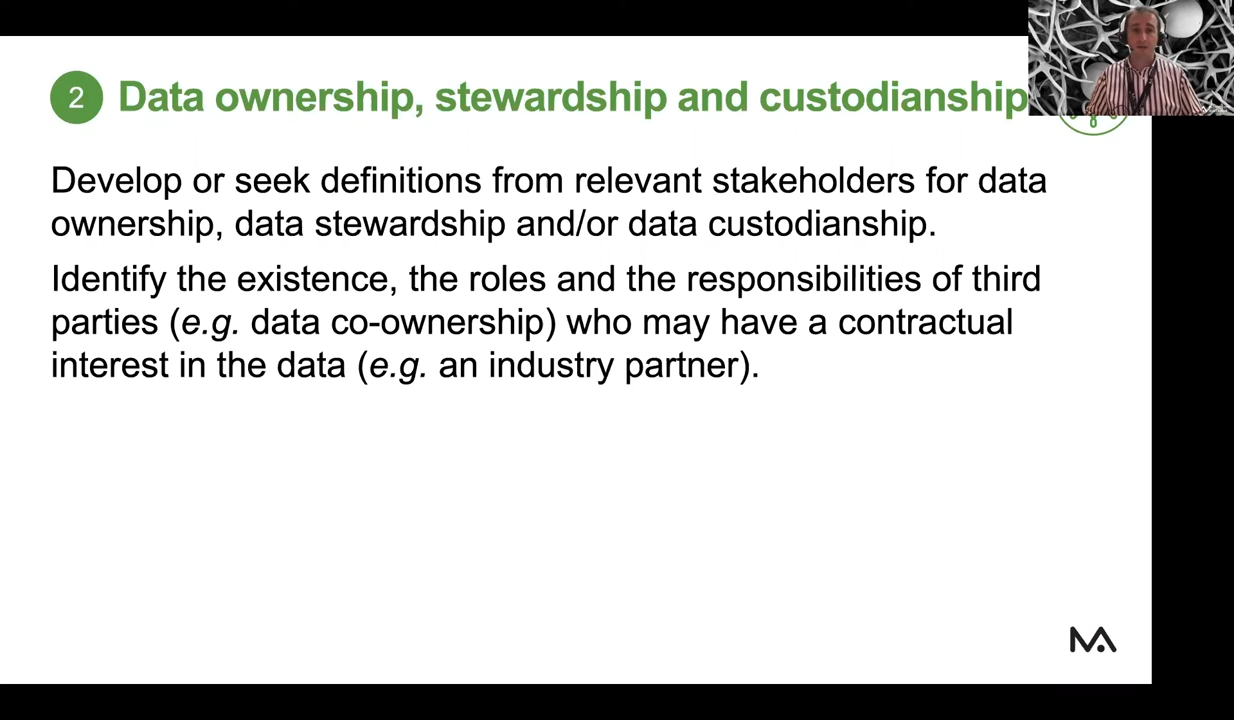 2
Data ownership, stewardship and custodianship
Develop or seek definitions from relevant stakeholders for data
ownership, data stewardship and/or data custodianship.
Identify the existence, the roles and the responsibilities of third
parties (e.g. data co-ownership) who may have a contractual
interest in the data (e.g. an industry partner).
MA